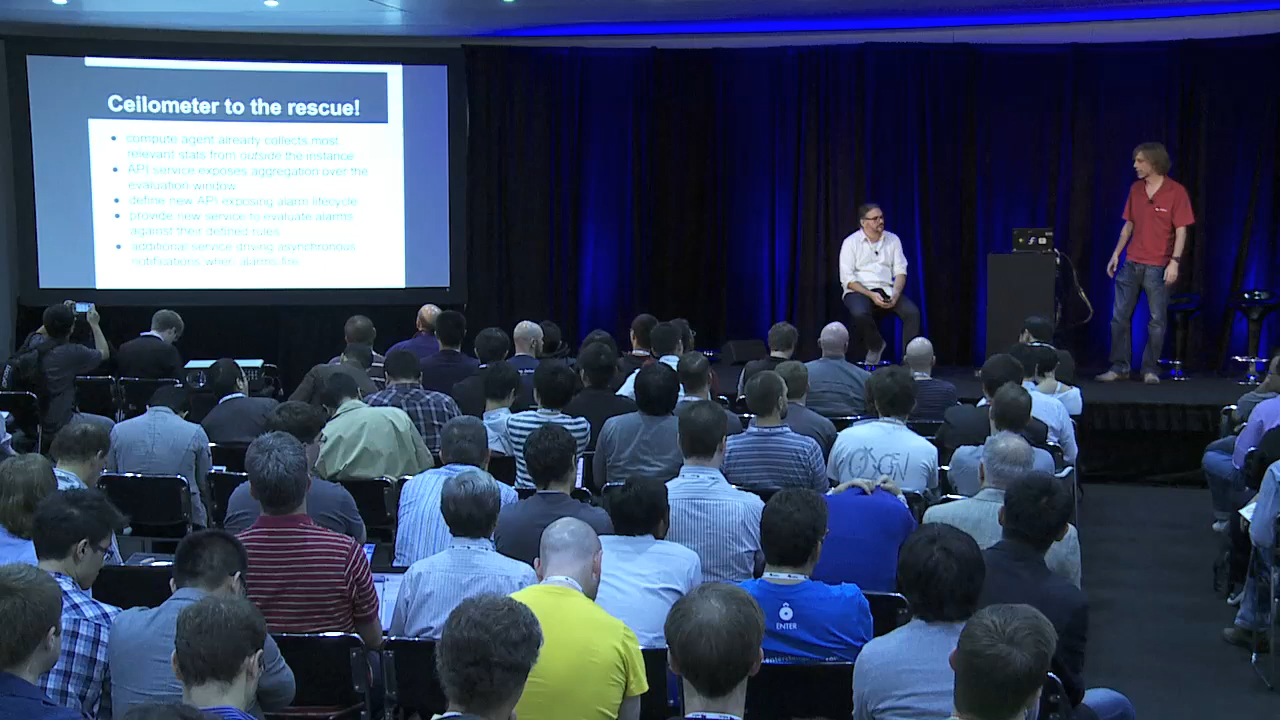 Ceilometer to the rescue!
compute agent already collects most
relevant stats from outside the instance
API service exposes aggregation over the
evaluation window
define new API exposing alarm lifecycle
provide new service to evaluate alarms
against their defined rules
additional service driving asynchronous
notifications when alarms fire
ENTER